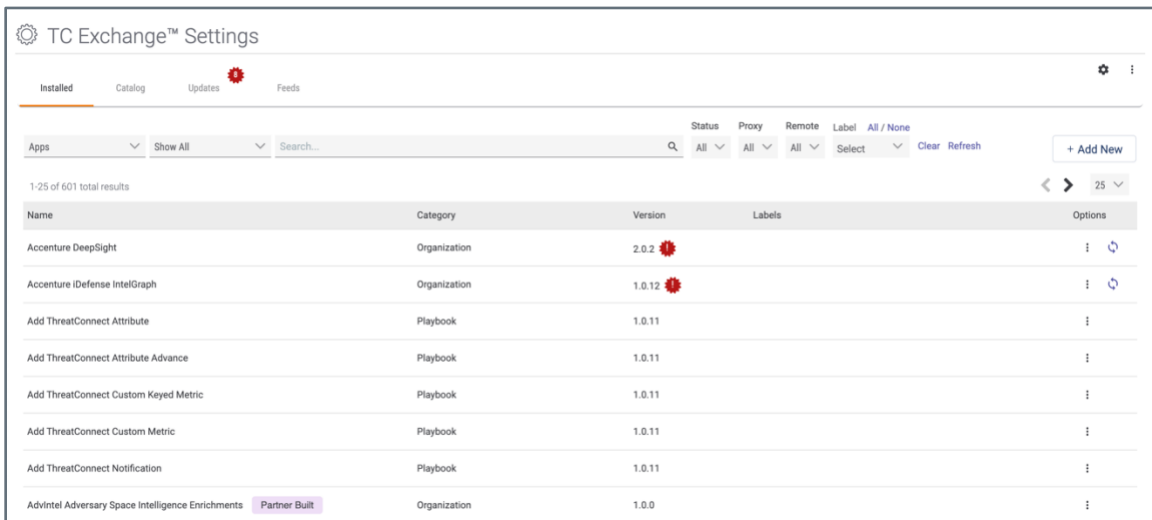 TC Exchange™ Settings
8
Installed Catalog Updates Feeds
Status Proxy Remote Label All / None
Apps Show All Search... All All All Select Clear Refresh + Add New
1-25 of 601 total results 25
Name Category Version Labels Options
Accenture DeepSight Organization 2.0.2 !
Accenture iDefense IntelGraph Organization 1.0.12 !
Add ThreatConnect Attribute Playbook 1.0.11
Add ThreatConnect Attribute Advance Playbook 1.0.11
Add ThreatConnect Custom Keyed Metric Playbook 1.0.11
Add ThreatConnect Custom Metric Playbook 1.0.11
Add ThreatConnect Notification Playbook 1.0.11
AdvIntel Adversary Space Intelligence Enrichments Partner Built Organization 1.0.0